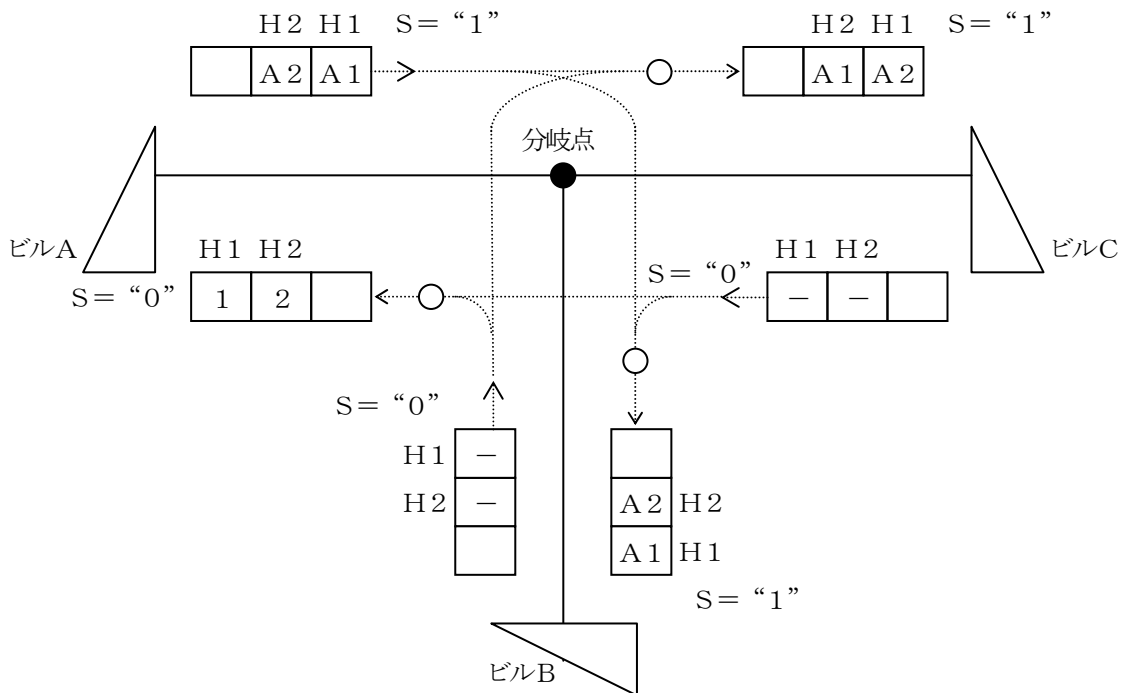 H2 H1 S=“1”
A2 A1
H2 H1 S=“1”
A1 A2
分岐点
ビルA
ビルC
H1 H2
S=“0”
1 2
S=“0”
H1 H2
- -
S=“0”
H1 -
H2 -
A2 H2
A1 H1
S=“1”
ビルB